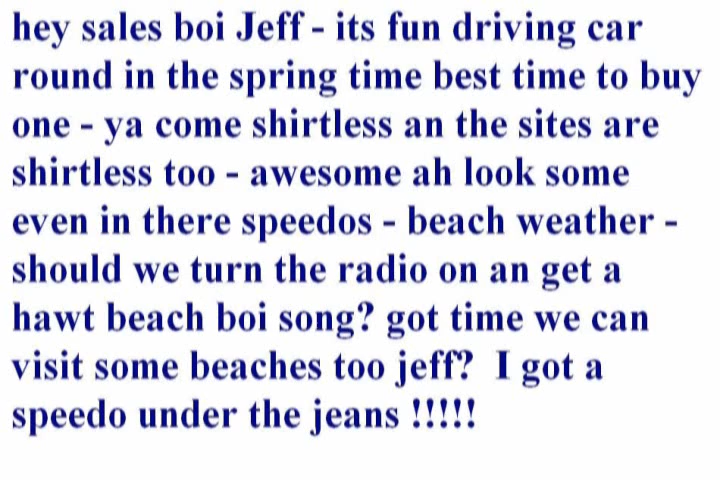 hey sales boi Jeff - its fun driving car
round in the spring time best time to buy
one - ya come shirtless an the sites are
shirtless too - awesome ah look some
even in there speedos - beach weather -
should we turn the radio on an get a
hawt beach boi song? got time we can
visit some beaches too jeff?  I got a
speedo under the jeans !!!!!